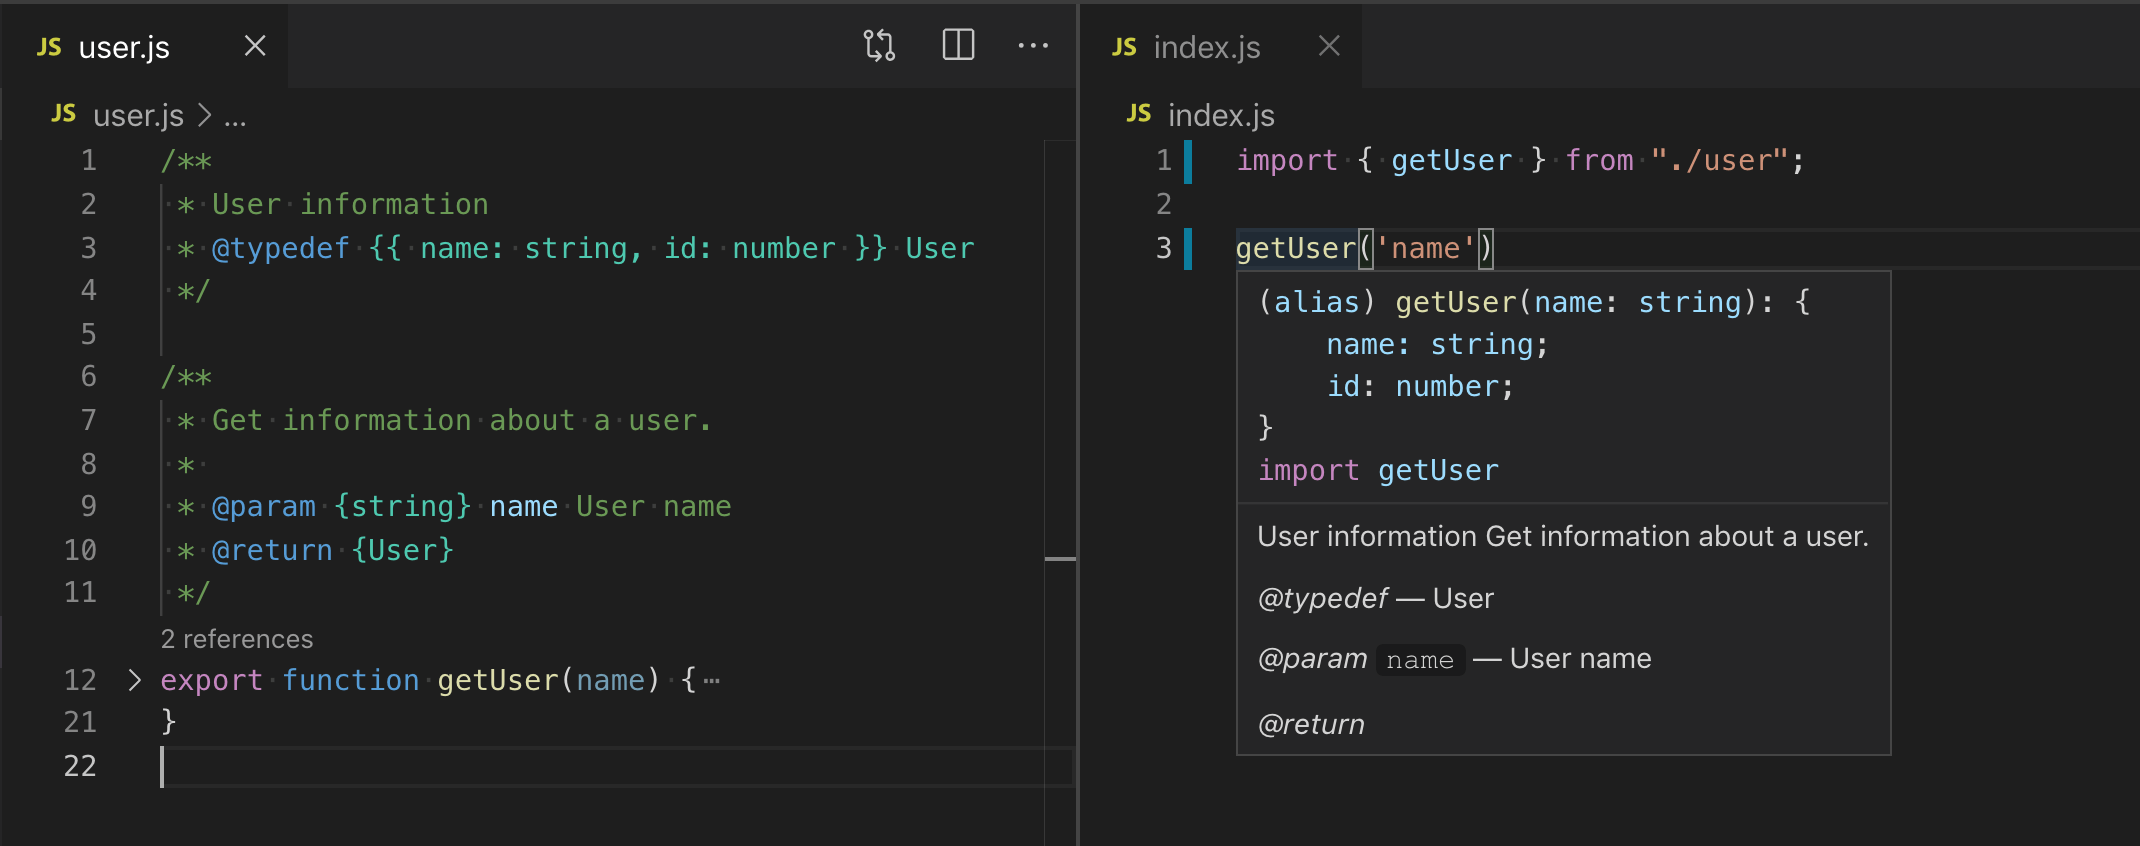 JS user.js
JS user.js > ...
1 /**
2 * User information
3 * @typedef {{ name: string, id: number }} User
4 */
5
6 /**
7 * Get information about a user.
8 *
9 * @param {string} name User name
10 * @return {User}
11 */
2 references
12 export function getUser(name) { ⋯
21 }
22
JS index.js
JS index.js
1 import { getUser } from "./user";
2
3 getUser('name')
(alias) getUser(name: string): {
name: string;
id: number;
}
import getUser
User information Get information about a user.
@typedef — User
@param name — User name
@return